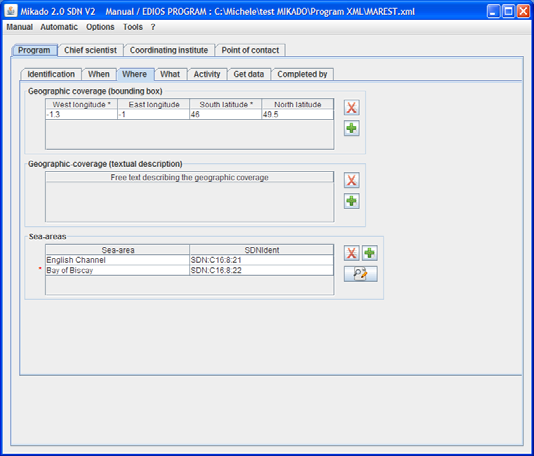 Mikado 2.0 SDN V2 Manual / EDIOS PROGRAM : C:\Michele\test MIKADO\Program XML\MAREST.xml
Manual Automatic Options Tools ?
Program Chief scientist Coordinating institute Point of contact
Identification When Where What Activity Get data Completed by
Geographic coverage (bounding box)
West longitude * East longitude South latitude * North latitude
-1.3 -1 46 49.5
Geographic coverage (textual description)
Free text describing the geographic coverage
Sea-areas
Sea-area SDNIdent
English Channel SDN:C16:8:21
* Bay of Biscay SDN:C16.8.22